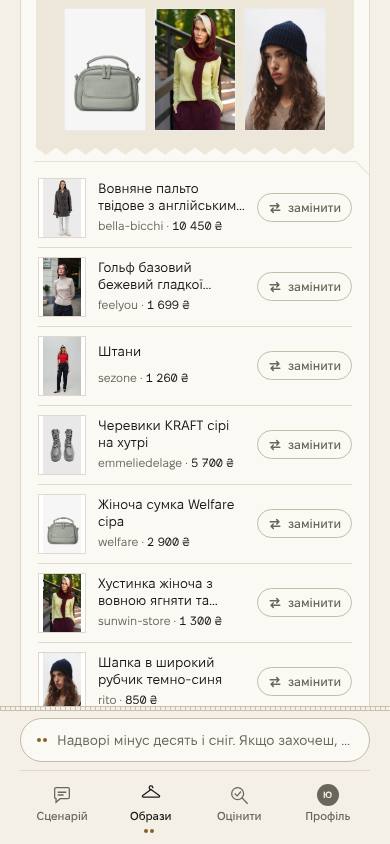 Вовняне пальто
твідове з англійським...
bella-bicchi · 10 450 ₴
замінити
Гольф базовий
бежевий гладкої...
feelyou · 1 699 ₴
замінити
Штани
sezone · 1 260 ₴
замінити
Черевики KRAFT сірі
на хутрі
emmeliedelage · 5 700 ₴
замінити
Жіноча сумка Welfare
сіра
welfare · 2 900 ₴
замінити
Хустинка жіноча з
вовною ягняти та...
sunwin-store · 1 300 ₴
замінити
Шапка в широкий
рубчик темно-синя
rito · 850 ₴
замінити
Надворі мінус десять і сніг. Якщо захочеш, ...
Сценарій
Образи
Оцінити
Ю
Профіль